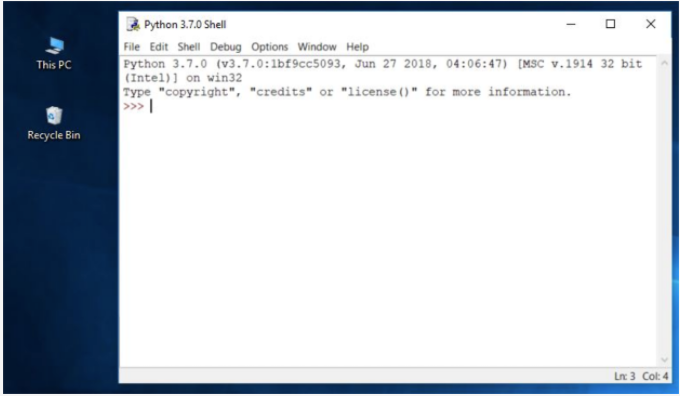 Python 3.7.0 Shell
File Edit Shell Debug Options Window Help
This PC
Python 3.7.0 (v3.7.0:1bf9cc5093, Jun 27 2018, 04:06:47) [MSC v.1914 32 bit
(Intel)] on win32
Type "copyright", "credits" or "license()" for more information.
>>>
Recycle Bin
Ln: 3 Col: 4